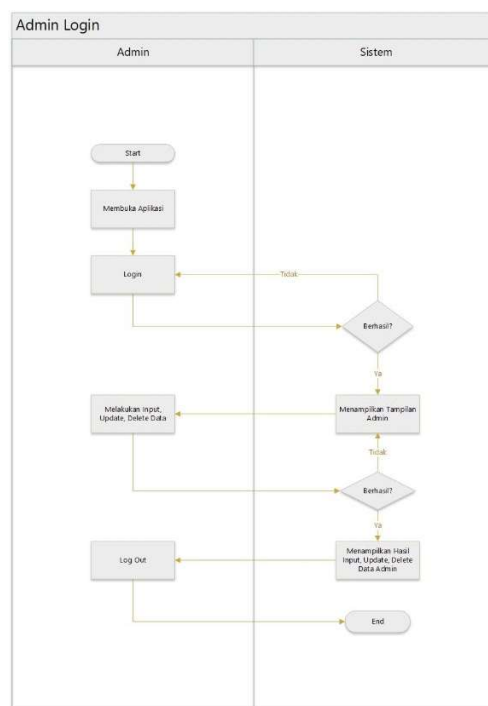 Admin Login
Admin
Sistem
Start
Membuka Aplikasi
Login
Tidak
Berhasil?
Ya
Melakukan Input,
Update, Delete Data
Menampilkan Tampilan
Admin
Tidak
Berhasil?
Ya
Log Out
Menampilkan Hasil
Input, Update, Delete
Data Admin
End